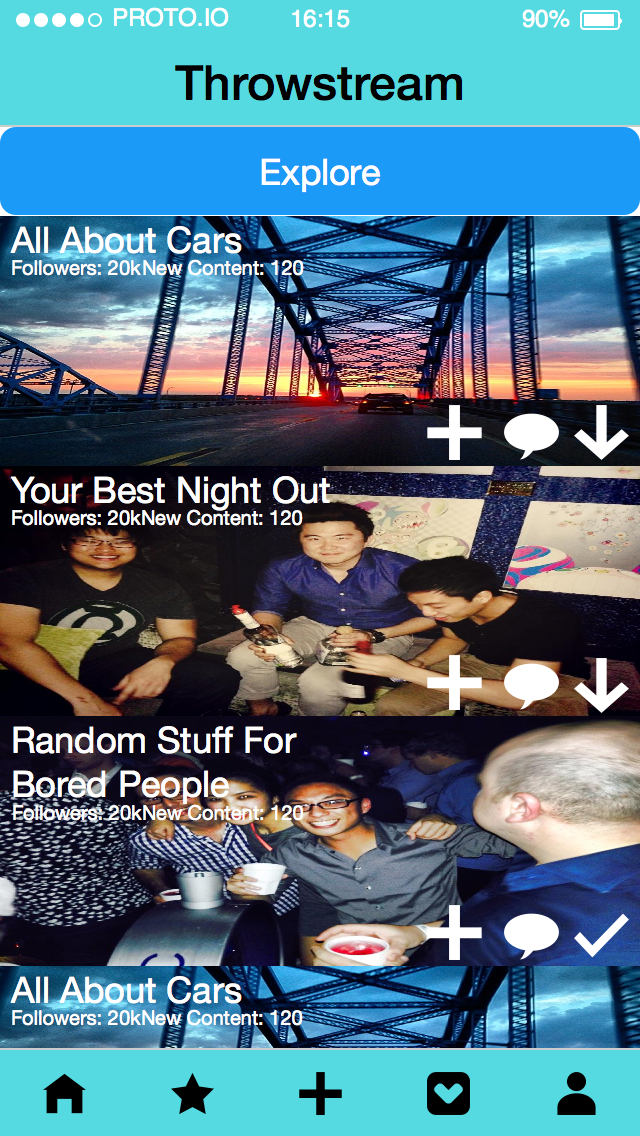 PROTO.IO 16:15 90%
Throwstream
Explore
All About Cars
Followers: 20kNew Content: 120
Your Best Night Out
Followers: 20kNew Content: 120
Random Stuff For
Bored People
Followers: 20kNew Content: 120
All About Cars
Followers: 20kNew Content: 120